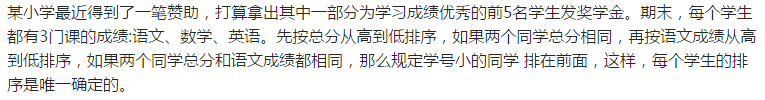 某小学最近得到了一笔赞助，打算拿出其中一部分为学习成绩优秀的前5名学生发奖学金。期末，每个学生
都有3门课的成绩:语文、数学、英语。先按总分从高到低排序，如果两个同学总分相同，再按语文成绩从高
到低排序，如果两个同学总分和语文成绩都相同，那么规定学号小的同学 排在前面，这样，每个学生的排
序是唯一确定的。